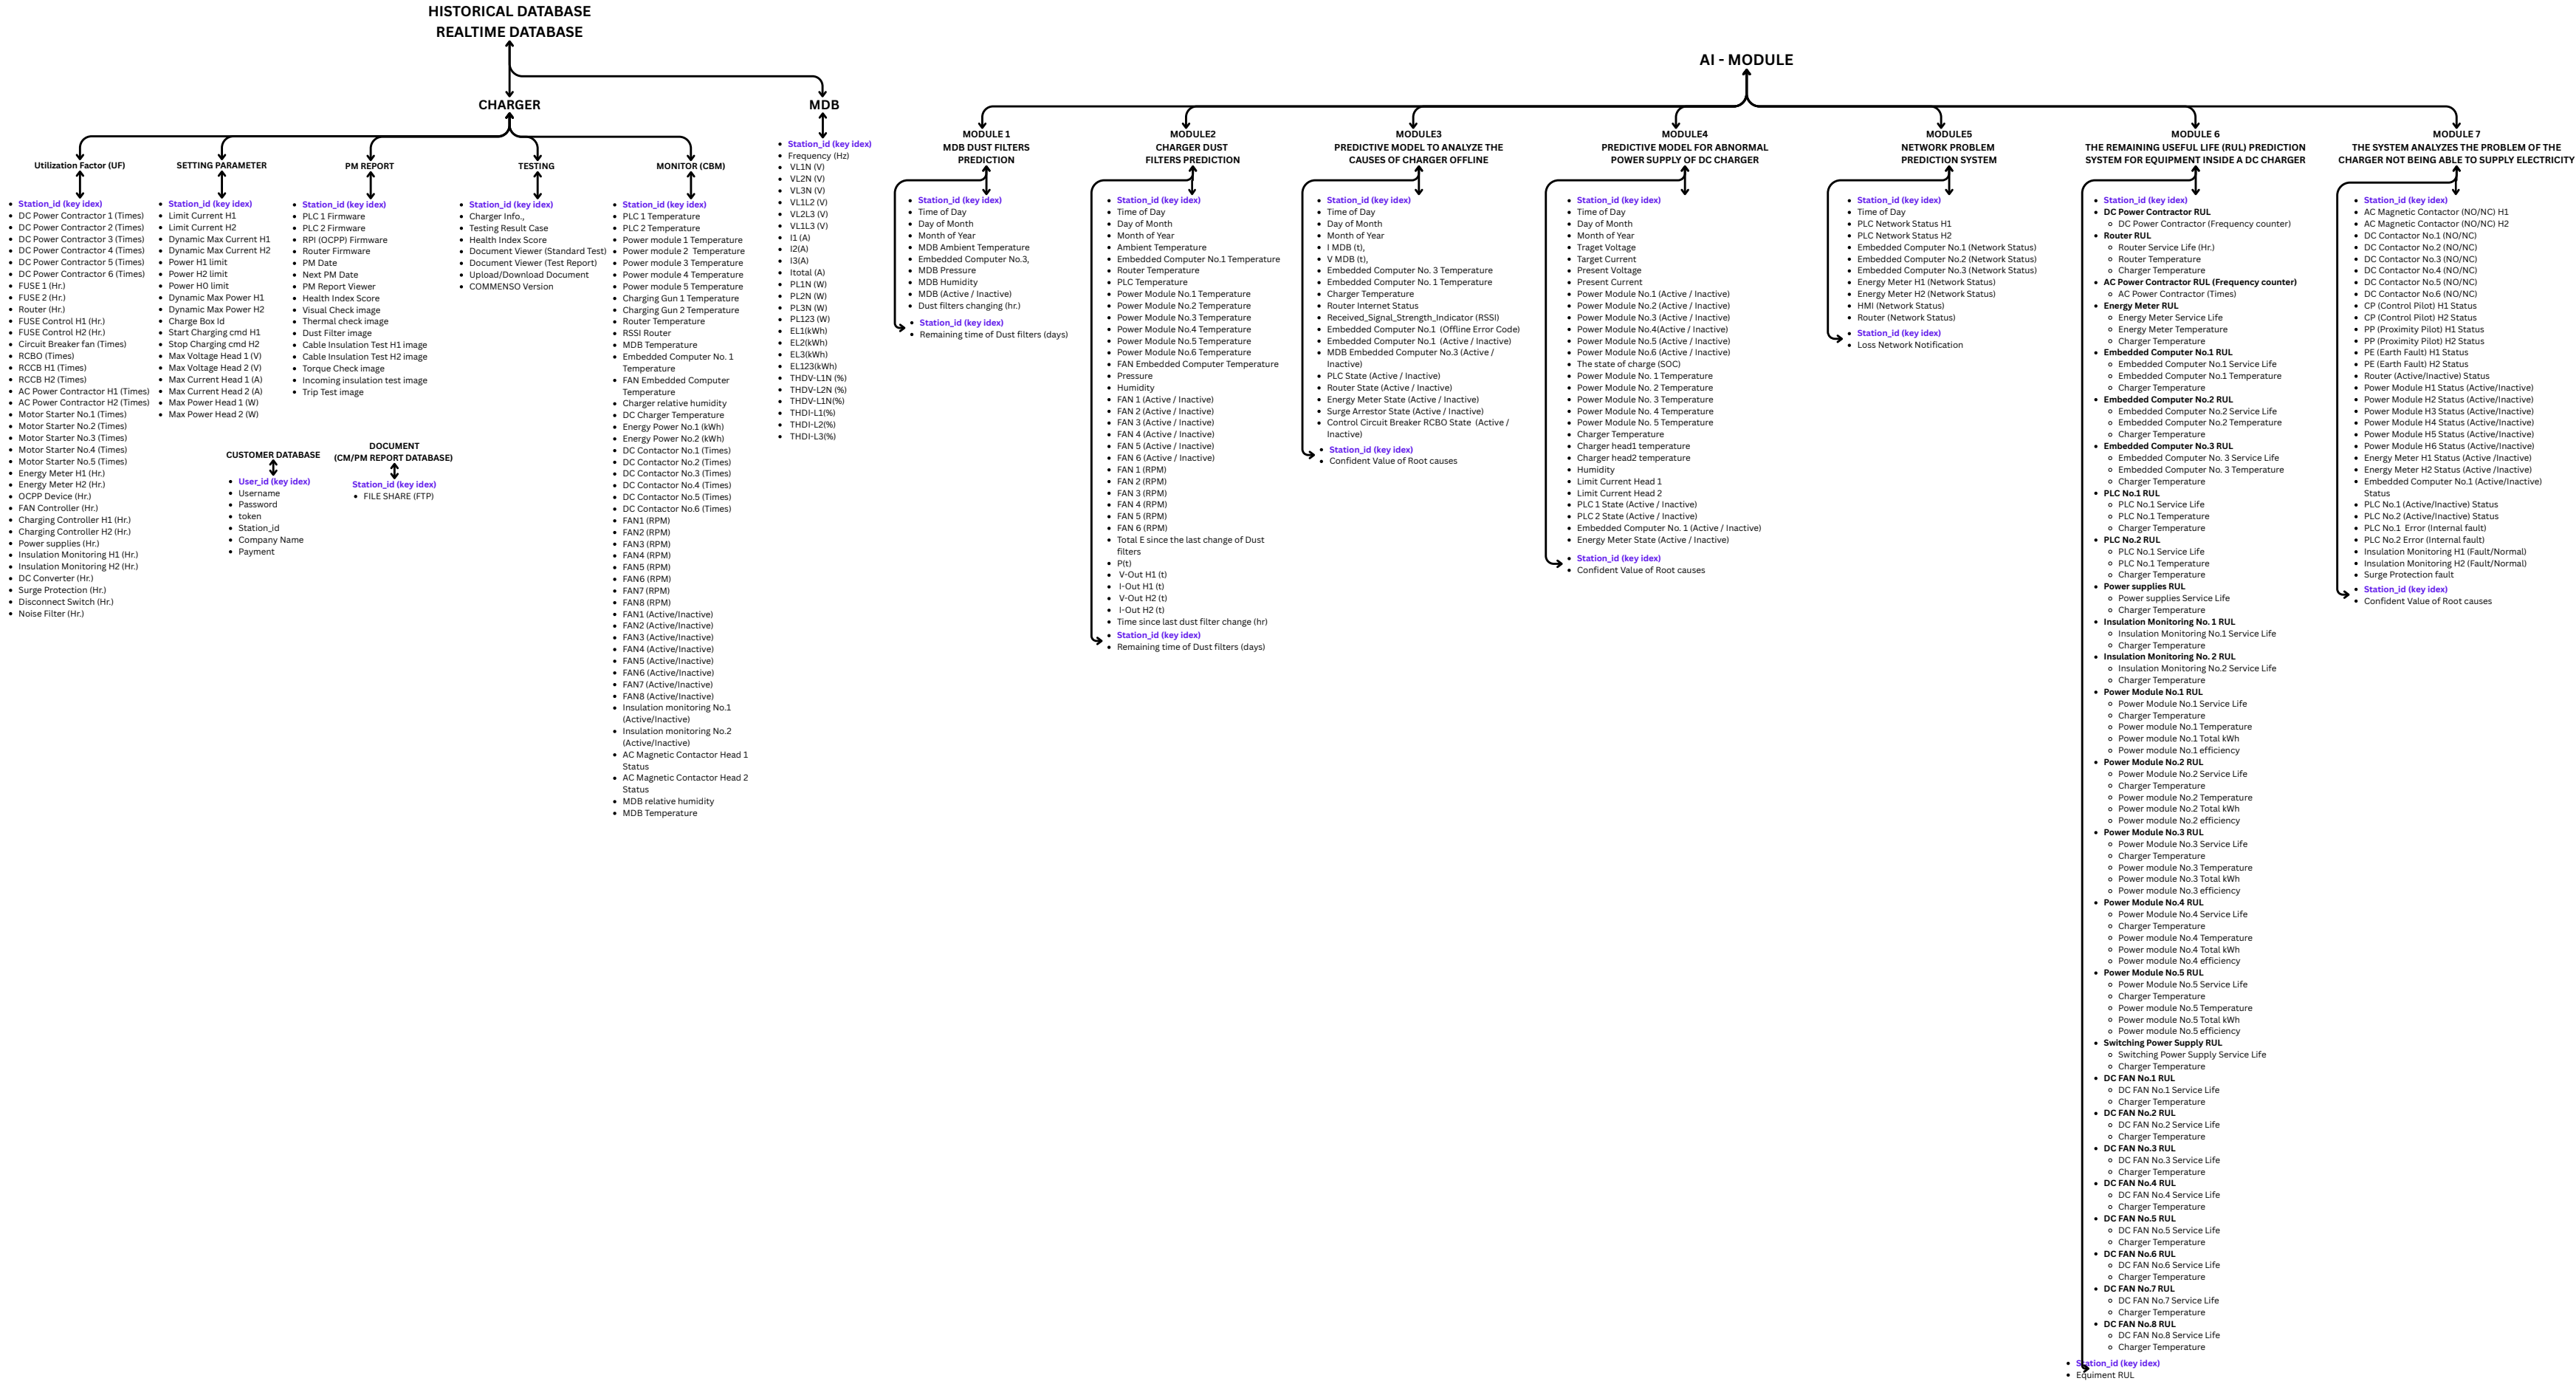 HISTORICAL DATABASE
REALTIME DATABASE
CHARGER
MDB
Utilization Factor (UF)
Station_id (key idex)
DC Power Contractor 1 (Times)
DC Power Contractor 2 (Times)
DC Power Contractor 3 (Times)
DC Power Contractor 4 (Times)
DC Power Contractor 5 (Times)
DC Power Contractor 6 (Times)
FUSE 1 (Hr.)
FUSE 2 (Hr.)
Router (Hr.)
FUSE Control H1 (Hr.)
FUSE Control H2 (Hr.)
Circuit Breaker fan (Times)
RCBO (Times)
RCCB H1 (Times)
RCCB H2 (Times)
AC Power Contractor H1 (Times)
AC Power Contractor H2 (Times)
Motor Starter No.1 (Times)
Motor Starter No.2 (Times)
Motor Starter No.3 (Times)
Motor Starter No.4 (Times)
Motor Starter No.5 (Times)
Energy Meter H1 (Hr.)
Energy Meter H2 (Hr.)
OCPP Device (Hr.)
FAN Controller (Hr.)
Charging Controller H1 (Hr.)
Charging Controller H2 (Hr.)
Power supplies (Hr.)
Insulation Monitoring H1 (Hr.)
Insulation Monitoring H2 (Hr.)
DC Converter (Hr.)
Surge Protection (Hr.)
Disconnect Switch (Hr.)
Noise Filter (Hr.)
SETTING PARAMETER
Station_id (key idex)
Limit Current H1
Limit Current H2
Dynamic Max Current H1
Dynamic Max Current H2
Power H1 limit
Power H2 limit
Power H0 limit
Dynamic Max Power H1
Dynamic Max Power H2
Charge Box Id
Start Charging cmd H1
Stop Charging cmd H2
Max Voltage Head 1 (V)
Max Voltage Head 2 (V)
Max Current Head 1 (A)
Max Current Head 2 (A)
Max Power Head 1 (W)
Max Power Head 2 (W)
PM REPORT
Station_id (key idex)
PLC 1 Firmware
PLC 2 Firmware
RPI (OCPP) Firmware
Router Firmware
PM Date
Next PM Date
PM Report Viewer
Health Index Score
Visual Check image
Thermal check image
Dust Filter image
Cable Insulation Test H1 image
Cable Insulation Test H2 image
Torque Check image
Incoming insulation test image
Trip Test image
TESTING
Station_id (key idex)
Charger Info.,
Testing Result Case
Health Index Score
Document Viewer (Standard Test)
Document Viewer (Test Report)
Upload/Download Document
COMMENSO Version
MONITOR (CBM)
Station_id (key idex)
PLC 1 Temperature
PLC 2 Temperature
Power module 1 Temperature
Power module 2 Temperature
Power module 3 Temperature
Power module 4 Temperature
Power module 5 Temperature
Charging Gun 1 Temperature
Charging Gun 2 Temperature
Router Temperature
RSSI Router
MDB Temperature
Embedded Computer No. 1
Temperature
FAN Embedded Computer
Temperature
Charger relative humidity
DC Charger Temperature
Energy Power No.1 (kWh)
Energy Power No.2 (kWh)
DC Contactor No.1 (Times)
DC Contactor No.2 (Times)
DC Contactor No.3 (Times)
DC Contactor No.4 (Times)
DC Contactor No.5 (Times)
DC Contactor No.6 (Times)
FAN1 (RPM)
FAN2 (RPM)
FAN3 (RPM)
FAN4 (RPM)
FAN5 (RPM)
FAN6 (RPM)
FAN7 (RPM)
FAN8 (RPM)
FAN1 (Active/Inactive)
FAN2 (Active/Inactive)
FAN3 (Active/Inactive)
FAN4 (Active/Inactive)
FAN5 (Active/Inactive)
FAN6 (Active/Inactive)
FAN7 (Active/Inactive)
FAN8 (Active/Inactive)
Insulation monitoring No.1
(Active/Inactive)
Insulation monitoring No.2
(Active/Inactive)
AC Magnetic Contactor Head 1
Status
AC Magnetic Contactor Head 2
Status
MDB relative humidity
MDB Temperature
Station_id (key idex)
Frequency (Hz)
VL1N (V)
VL2N (V)
VL3N (V)
VL1L2 (V)
VL2L3 (V)
VL1L3 (V)
I1 (A)
I2(A)
I3(A)
Itotal (A)
PL1N (W)
PL2N (W)
PL3N (W)
PL123 (W)
EL1(kWh)
EL2(kWh)
EL3(kWh)
EL123(kWh)
THDV-L1N (%)
THDV-L2N (%)
THDV-L1N(%)
THDI-L1(%)
THDI-L2(%)
THDI-L3(%)
CUSTOMER DATABASE
User_id (key idex)
Username
Password
token
Station_id
Company Name
Payment
DOCUMENT
(CM/PM REPORT DATABASE)
Station_id (key idex)
FILE SHARE (FTP)
AI - MODULE
MODULE 1
MDB DUST FILTERS
PREDICTION
Station_id (key idex)
Time of Day
Day of Month
Month of Year
MDB Ambient Temperature
Embedded Computer No.3,
MDB Pressure
MDB Humidity
MDB (Active / Inactive)
Dust filters changing (hr.)
Station_id (key idex)
Remaining time of Dust filters (days)
MODULE2
CHARGER DUST
FILTERS PREDICTION
Station_id (key idex)
Time of Day
Day of Month
Month of Year
Ambient Temperature
Embedded Computer No.1 Temperature
Router Temperature
PLC Temperature
Power Module No.1 Temperature
Power Module No.2 Temperature
Power Module No.3 Temperature
Power Module No.4 Temperature
Power Module No.5 Temperature
Power Module No.6 Temperature
FAN Embedded Computer Temperature
Pressure
Humidity
FAN 1 (Active / Inactive)
FAN 2 (Active / Inactive)
FAN 3 (Active / Inactive)
FAN 4 (Active / Inactive)
FAN 5 (Active / Inactive)
FAN 6 (Active / Inactive)
FAN 1 (RPM)
FAN 2 (RPM)
FAN 3 (RPM)
FAN 4 (RPM)
FAN 5 (RPM)
FAN 6 (RPM)
Total E since the last change of Dust
filters
P(t)
V-Out H1 (t)
I-Out H1 (t)
V-Out H2 (t)
I-Out H2 (t)
Time since last dust filter change (hr)
Station_id (key idex)
Remaining time of Dust filters (days)
MODULE3
PREDICTIVE MODEL TO ANALYZE THE
CAUSES OF CHARGER OFFLINE
Station_id (key idex)
Time of Day
Day of Month
Month of Year
I MDB (t),
V MDB (t),
Embedded Computer No. 3 Temperature
Embedded Computer No. 1 Temperature
Charger Temperature
Router Internet Status
Received_Signal_Strength_Indicator (RSSI)
Embedded Computer No.1 (Offline Error Code)
Embedded Computer No.1 (Active / Inactive)
MDB Embedded Computer No.3 (Active /
Inactive)
PLC State (Active / Inactive)
Router State (Active / Inactive)
Energy Meter State (Active / Inactive)
Surge Arrestor State (Active / Inactive)
Control Circuit Breaker RCBO State (Active /
Inactive)
Station_id (key idex)
Confident Value of Root causes
MODULE4
PREDICTIVE MODEL FOR ABNORMAL
POWER SUPPLY OF DC CHARGER
Station_id (key idex)
Time of Day
Day of Month
Month of Year
Traget Voltage
Target Current
Present Voltage
Present Current
Power Module No.1 (Active / Inactive)
Power Module No.2 (Active / Inactive)
Power Module No.3 (Active / Inactive)
Power Module No.4(Active / Inactive)
Power Module No.5 (Active / Inactive)
Power Module No.6 (Active / Inactive)
The state of charge (SOC)
Power Module No. 1 Temperature
Power Module No. 2 Temperature
Power Module No. 3 Temperature
Power Module No. 4 Temperature
Power Module No. 5 Temperature
Charger Temperature
Charger head1 temperature
Charger head2 temperature
Humidity
Limit Current Head 1
Limit Current Head 2
PLC 1 State (Active / Inactive)
PLC 2 State (Active / Inactive)
Embedded Computer No. 1 (Active / Inactive)
Energy Meter State (Active / Inactive)
Station_id (key idex)
Confident Value of Root causes
MODULE5
NETWORK PROBLEM
PREDICTION SYSTEM
Station_id (key idex)
Time of Day
PLC Network Status H1
PLC Network Status H2
Embedded Computer No.1 (Network Status)
Embedded Computer No.2 (Network Status)
Embedded Computer No.3 (Network Status)
Energy Meter H1 (Network Status)
Energy Meter H2 (Network Status)
HMI (Network Status)
Router (Network Status)
Station_id (key idex)
Loss Network Notification
MODULE 6
THE REMAINING USEFUL LIFE (RUL) PREDICTION
SYSTEM FOR EQUIPMENT INSIDE A DC CHARGER
Station_id (key idex)
DC Power Contractor RUL
DC Power Contractor (Frequency counter)
Router RUL
Router Service Life (Hr.)
Router Temperature
Charger Temperature
AC Power Contractor RUL (Frequency counter)
AC Power Contractor (Times)
Energy Meter RUL
Energy Meter Service Life
Energy Meter Temperature
Charger Temperature
Embedded Computer No.1 RUL
Embedded Computer No.1 Service Life
Embedded Computer No.1 Temperature
Charger Temperature
Embedded Computer No.2 RUL
Embedded Computer No.2 Service Life
Embedded Computer No.2 Temperature
Charger Temperature
Embedded Computer No.3 RUL
Embedded Computer No. 3 Service Life
Embedded Computer No. 3 Temperature
Charger Temperature
PLC No.1 RUL
PLC No.1 Service Life
PLC No.1 Temperature
Charger Temperature
PLC No.2 RUL
PLC No.1 Service Life
PLC No.1 Temperature
Charger Temperature
Power supplies RUL
Power supplies Service Life
Charger Temperature
Insulation Monitoring No. 1 RUL
Insulation Monitoring No.1 Service Life
Charger Temperature
Insulation Monitoring No. 2 RUL
Insulation Monitoring No.2 Service Life
Charger Temperature
Power Module No.1 RUL
Power Module No.1 Service Life
Charger Temperature
Power module No.1 Temperature
Power module No.1 Total kWh
Power module No.1 efficiency
Power Module No.2 RUL
Power Module No.2 Service Life
Charger Temperature
Power module No.2 Temperature
Power module No.2 Total kWh
Power module No.2 efficiency
Power Module No.3 RUL
Power Module No.3 Service Life
Charger Temperature
Power module No.3 Temperature
Power module No.3 Total kWh
Power module No.3 efficiency
Power Module No.4 RUL
Power Module No.4 Service Life
Charger Temperature
Power module No.4 Temperature
Power module No.4 Total kWh
Power module No.4 efficiency
Power Module No.5 RUL
Power Module No.5 Service Life
Charger Temperature
Power module No.5 Temperature
Power module No.5 Total kWh
Power module No.5 efficiency
Switching Power Supply RUL
Switching Power Supply Service Life
Charger Temperature
DC FAN No.1 RUL
DC FAN No.1 Service Life
Charger Temperature
DC FAN No.2 RUL
DC FAN No.2 Service Life
Charger Temperature
DC FAN No.3 RUL
DC FAN No.3 Service Life
Charger Temperature
DC FAN No.4 RUL
DC FAN No.4 Service Life
Charger Temperature
DC FAN No.5 RUL
DC FAN No.5 Service Life
Charger Temperature
DC FAN No.6 RUL
DC FAN No.6 Service Life
Charger Temperature
DC FAN No.7 RUL
DC FAN No.7 Service Life
Charger Temperature
DC FAN No.8 RUL
DC FAN No.8 Service Life
Charger Temperature
Station_id (key idex)
Equiment RUL
MODULE 7
THE SYSTEM ANALYZES THE PROBLEM OF THE
CHARGER NOT BEING ABLE TO SUPPLY ELECTRICITY
Station_id (key idex)
AC Magnetic Contactor (NO/NC) H1
AC Magnetic Contactor (NO/NC) H2
DC Contactor No.1 (NO/NC)
DC Contactor No.2 (NO/NC)
DC Contactor No.3 (NO/NC)
DC Contactor No.4 (NO/NC)
DC Contactor No.5 (NO/NC)
DC Contactor No.6 (NO/NC)
CP (Control Pilot) H1 Status
CP (Control Pilot) H2 Status
PP (Proximity Pilot) H1 Status
PP (Proximity Pilot) H2 Status
PE (Earth Fault) H1 Status
PE (Earth Fault) H2 Status
Router (Active/Inactive) Status
Power Module H1 Status (Active/Inactive)
Power Module H2 Status (Active/Inactive)
Power Module H3 Status (Active/Inactive)
Power Module H4 Status (Active/Inactive)
Power Module H5 Status (Active/Inactive)
Power Module H6 Status (Active/Inactive)
Energy Meter H1 Status (Active /Inactive)
Energy Meter H2 Status (Active/Inactive)
Embedded Computer No.1 (Active/Inactive)
Status
PLC No.1 (Active/Inactive) Status
PLC No.2 (Active/Inactive) Status
PLC No.1 Error (Internal fault)
PLC No.2 Error (Internal fault)
Insulation Monitoring H1 (Fault/Normal)
Insulation Monitoring H2 (Fault/Normal)
Surge Protection fault
Station_id (key idex)
Confident Value of Root causes